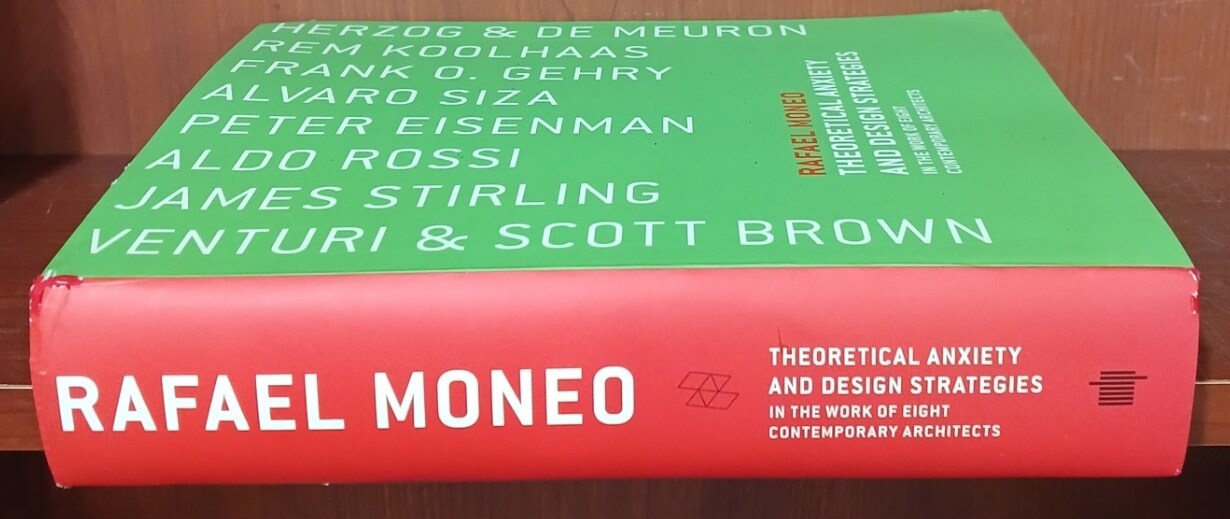 HERZOG & DE MEURON
REM KOOLHAAS
FRANK O. GEHRY
ALVARO SIZA
PETER EISENMAN
ALDO ROSSI
JAMES STIRLING
VENTURI & SCOTT BROWN
RAFAEL MONEO
THEORETICAL ANXIETY
AND DESIGN STRATEGIES
IN THE WORK OF EIGHT
CONTEMPORARY ARCHITECTS
RAFAEL MONEO
THEORETICAL ANXIETY
AND DESIGN STRATEGIES
IN THE WORK OF EIGHT
CONTEMPORARY ARCHITECTS